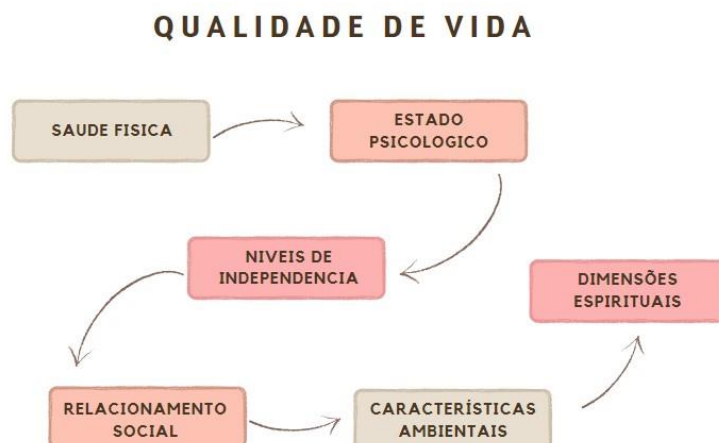 QUALIDADE DE VIDA
SAUDE FISICA
ESTADO
PSICOLOGICO
NIVEIS DE
INDEPENDENCIA
RELACIONAMENTO
SOCIAL
CARACTERÍSTICAS
AMBIENTAIS
DIMENSÕES
ESPIRITUAIS